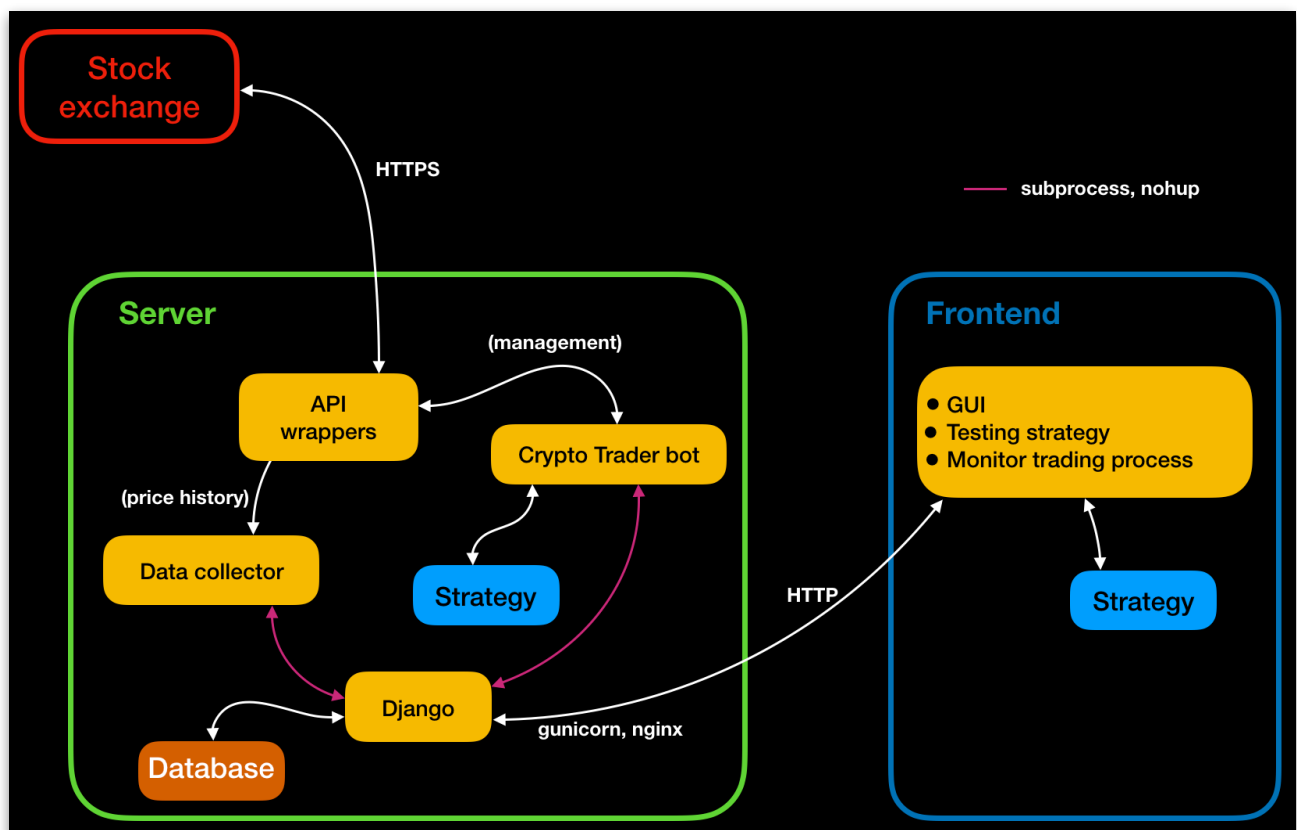 Stock
exchange
HTTPS
subprocess, nohup
Server
Frontend
(management)
API
wrappers
Crypto Trader bot
● GUI
● Testing strategy
● Monitor trading process
(price history)
Data collector
Strategy
HTTP
Strategy
Django
gunicorn, nginx
Database